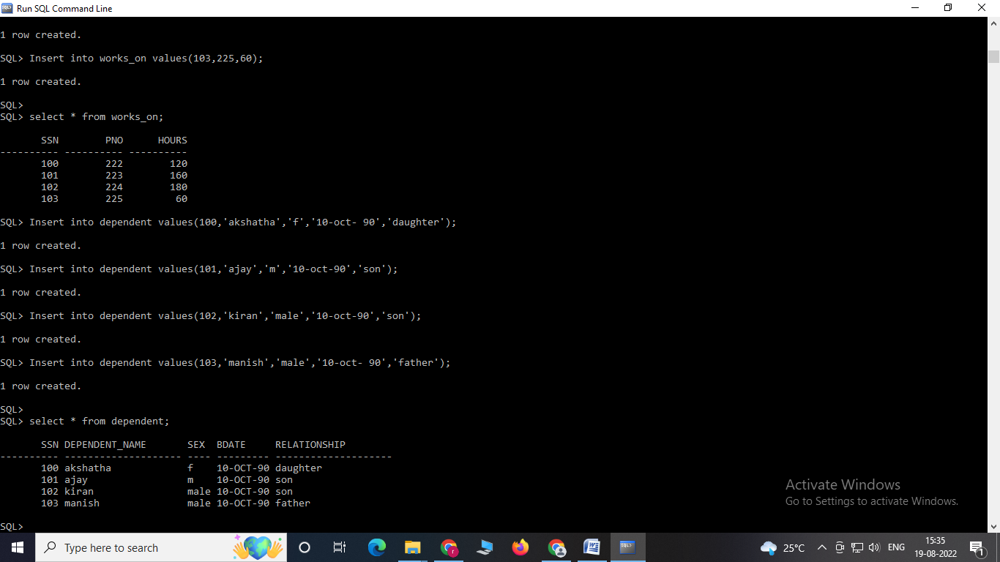 Run SQL Command Line
1 row created.
SQL> Insert into works_on values(103,225,60);
1 row created.
SQL>
SQL> select * from works_on;
SSN PNO HOURS
---------- ---------- ----------
100 222 120
101 223 160
102 224 180
103 225 60
SQL> Insert into dependent values(100,'akshatha','f','10-oct- 90','daughter');
1 row created.
SQL> Insert into dependent values(101,'ajay','m','10-oct-90','son');
1 row created.
SQL> Insert into dependent values(102,'kiran','male','10-oct-90','son');
1 row created.
SQL> Insert into dependent values(103,'manish','male','10-oct- 90','father');
1 row created.
SQL>
SQL> select * from dependent;
SSN DEPENDENT_NAME SEX BDATE RELATIONSHIP
---------- -------------------- ---- --------- --------------------
100 akshatha f 10-OCT-90 daughter
101 ajay m 10-OCT-90 son
102 kiran male 10-OCT-90 son
103 manish male 10-OCT-90 father
SQL>
Activate Windows
Go to Settings to activate Windows.
Type here to search
25°C
ENG
15:35
19-08-2022
1